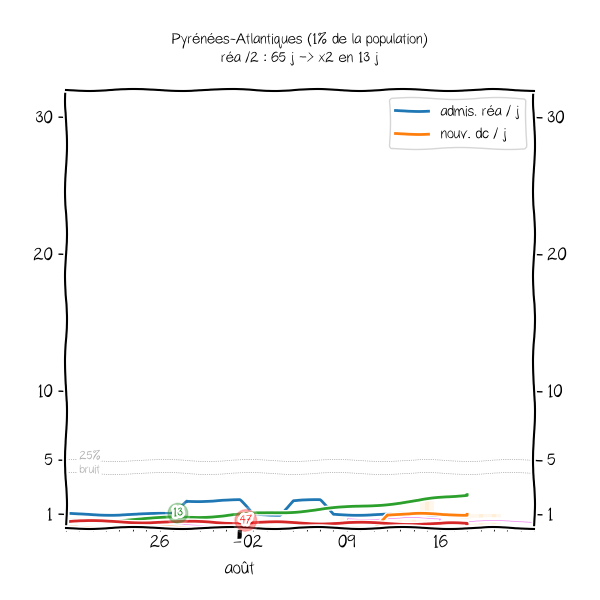 Pyrénées-Atlantiques (1% de la population)
réa /2 : 65 j -> x2 en 13 j
admis. réa / j
nouv. dc / j
30
30
20
20
10
10
5
5
25%
bruit
1
1
13
47
26
02
09
16
août